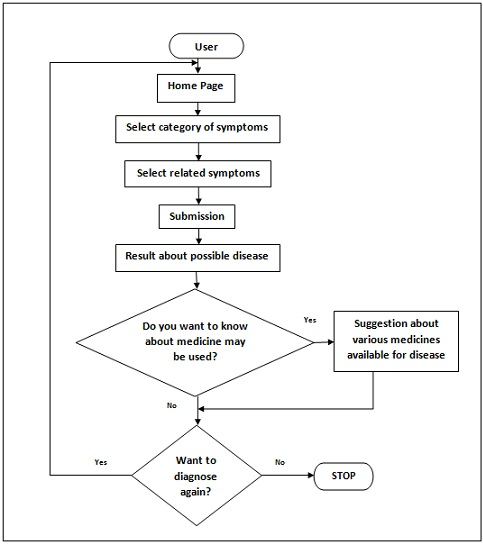 User
Home Page
Select category of symptoms
Select related symptoms
Submission
Result about possible disease
Do you want to know
about medicine may
be used?
Yes
Suggestion about
various medicines
available for disease
No
Want to
diagnose
again?
Yes
No
STOP